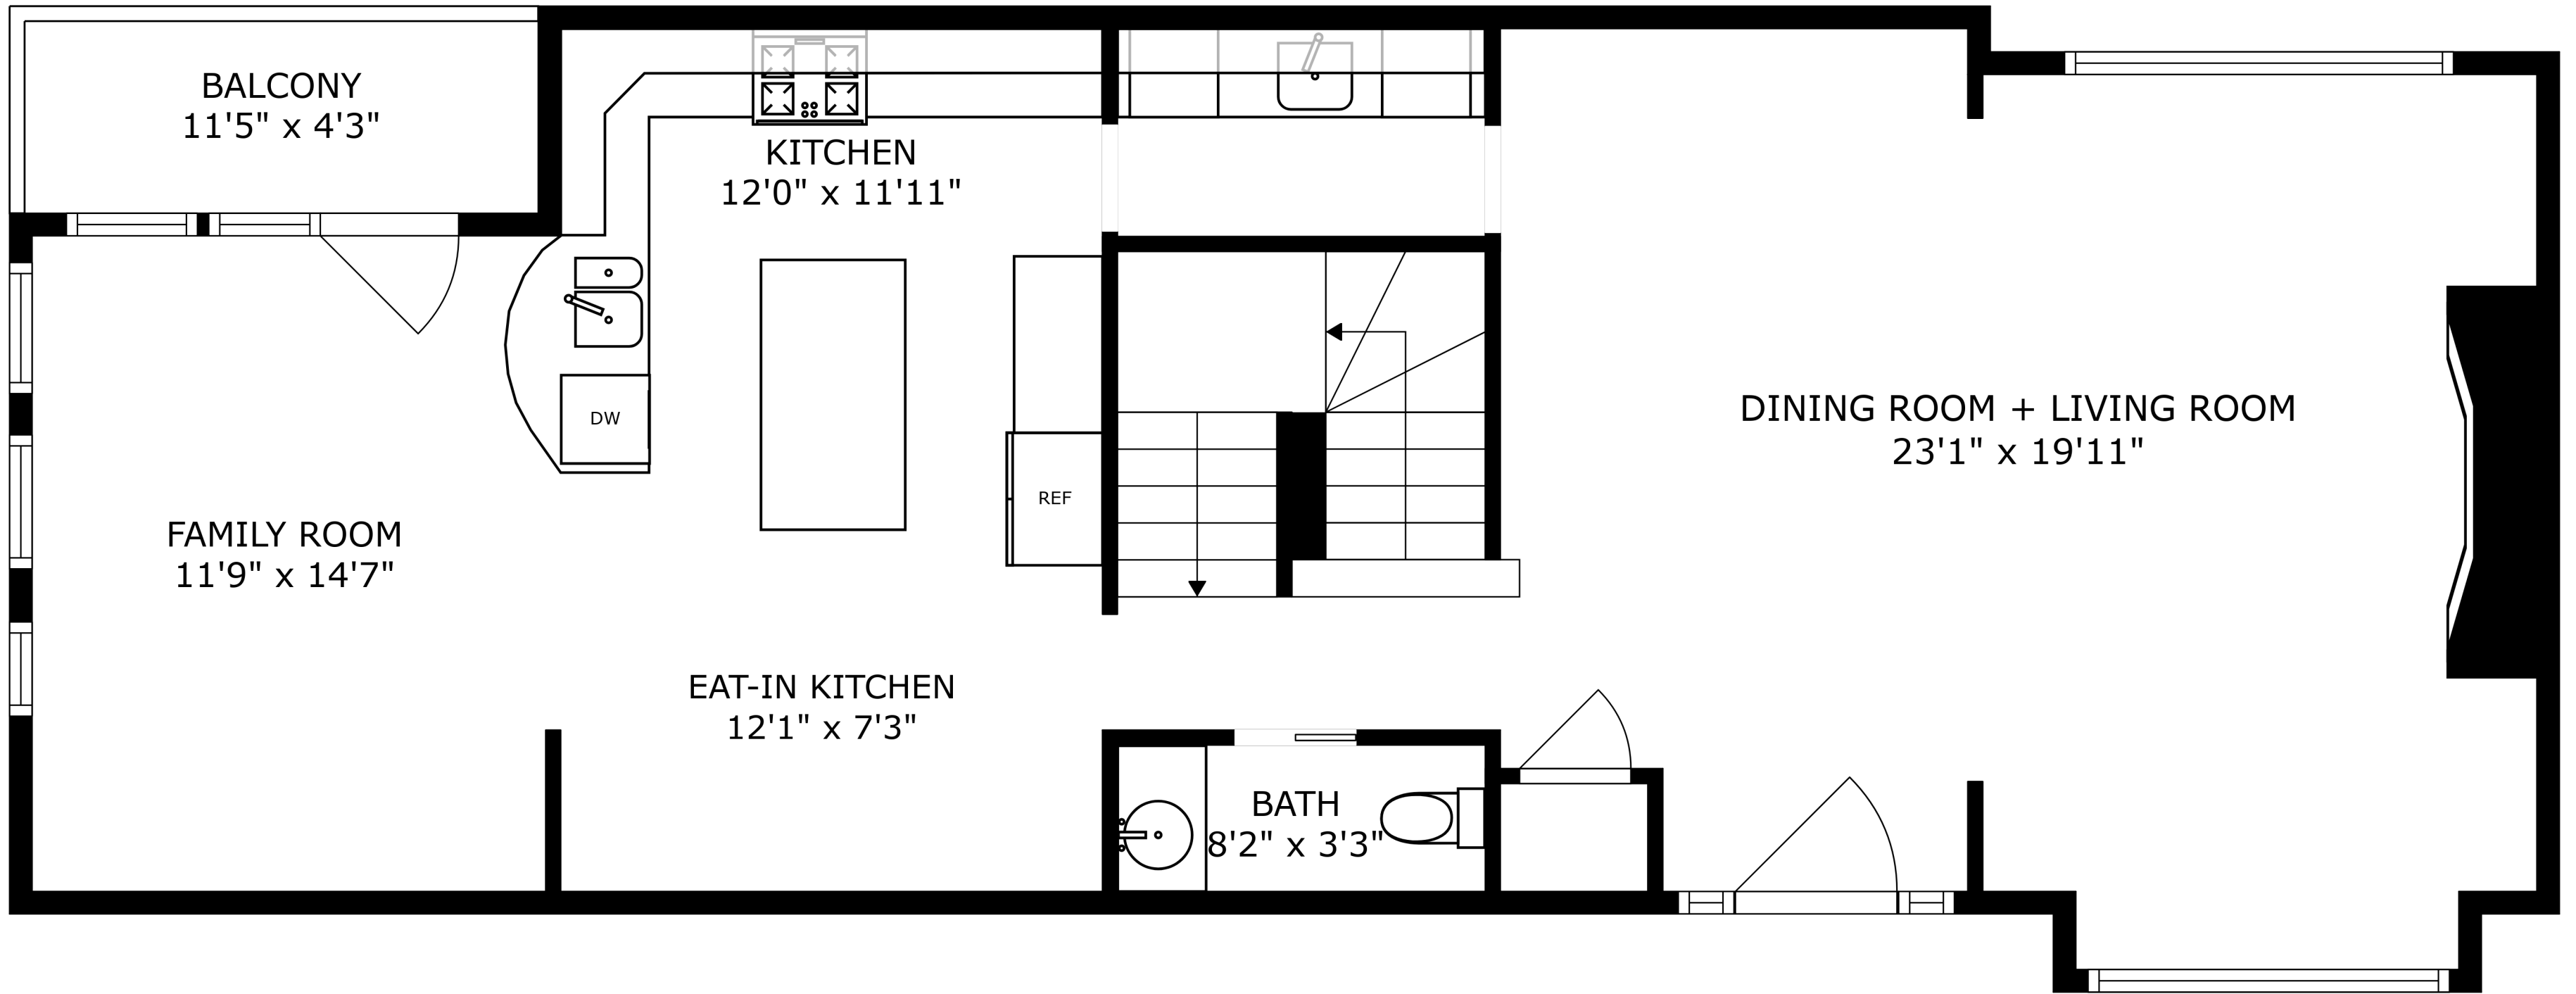 BALCONY
11'5" x 4'3"
KITCHEN
12'0" x 11'11"
DW
REF
DINING ROOM + LIVING ROOM
23'1" x 19'11"
FAMILY ROOM
11'9" x 14'7"
EAT-IN KITCHEN
12'1" x 7'3"
BATH
8'2" x 3'3"